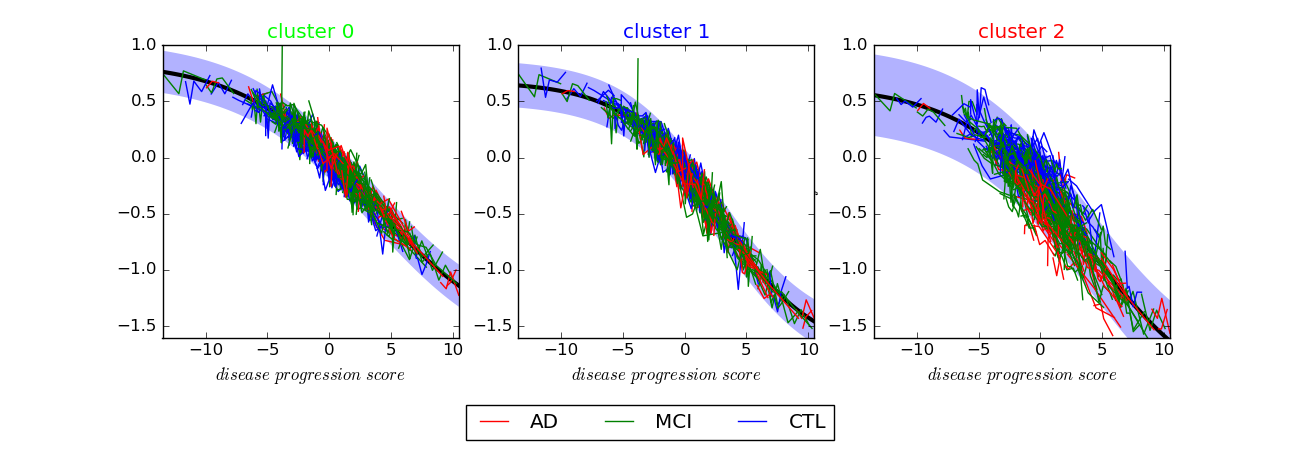 cluster 0 cluster 1 cluster 2
1.0 1.0 1.0
0.5 0.5 0.5
0.0 0.0 0.0
−0.5 −0.5 −0.5
−1.0 −1.0 −1.0
−1.5 −1.5 −1.5
−10 −5 0 5 10 −10 −5 0 5 10 −10 −5 0 5 10
disease progression score disease progression score disease progression score
AD MCI CTL